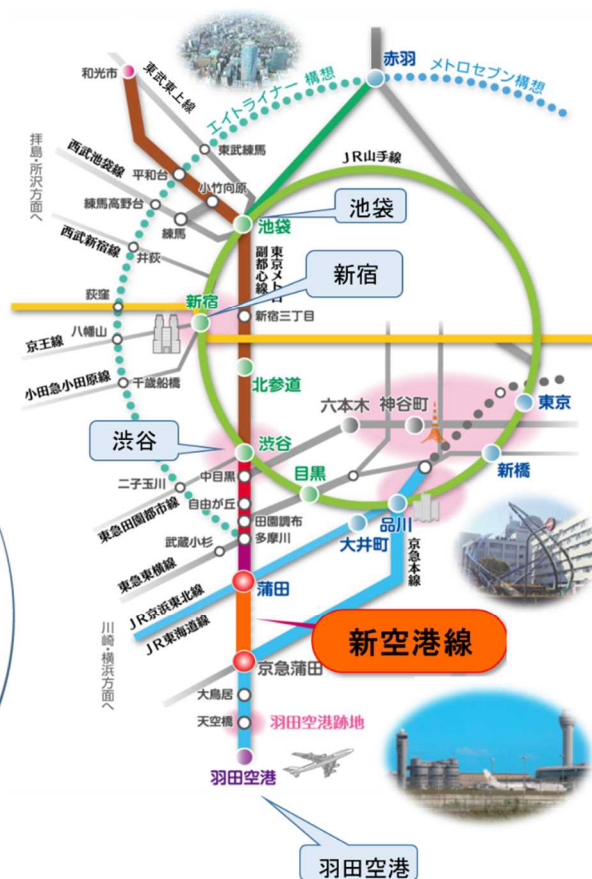 赤羽
エイトライナー 構想
メトロセブン構想
和光市
東武東上線
東武練馬
JR山手線
拝島・所沢方面へ
西武池袋線
平和台
小竹向原
練馬高野台
練馬
池袋
池袋
西武新宿線
井荻
東京メトロ
副都心線
新宿
荻窪
新宿
新宿三丁目
京王線
八幡山
小田急小田原線
千歳船橋
北参道
六本木
神谷町
東京
渋谷
渋谷
新橋
二子玉川
中目黒
目黒
東急田園都市線
自由が丘
田園調布
品川
武蔵小杉
多摩川
大井町
東急東横線
京急本線
蒲田
JR京浜東北線
JR東海道線
川崎・横浜方面へ
新空港線
京急蒲田
大鳥居
天空橋
羽田空港跡地
羽田空港
羽田空港